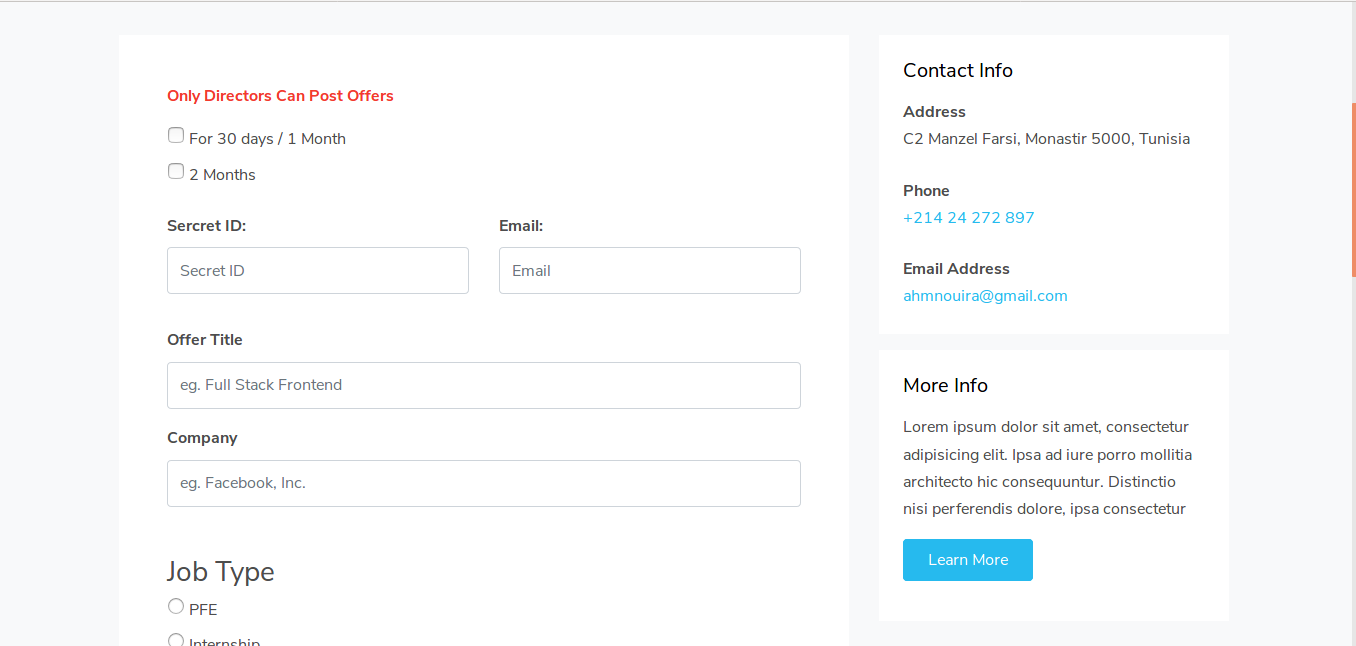 Only Directors Can Post Offers
For 30 days / 1 Month
2 Months
Sercret ID:
Email:
Secret ID
Email
Offer Title
eg. Full Stack Frontend
Company
eg. Facebook, Inc.
Job Type
PFE
Internship
Contact Info
Address
C2 Manzel Farsi, Monastir 5000, Tunisia
Phone
+214 24 272 897
Email Address
ahmnouira@gmail.com
More Info
Lorem ipsum dolor sit amet, consectetur
adipisicing elit. Ipsa ad iure porro mollitia
architecto hic consequuntur. Distinctio
nisi perferendis dolore, ipsa consectetur
Learn More